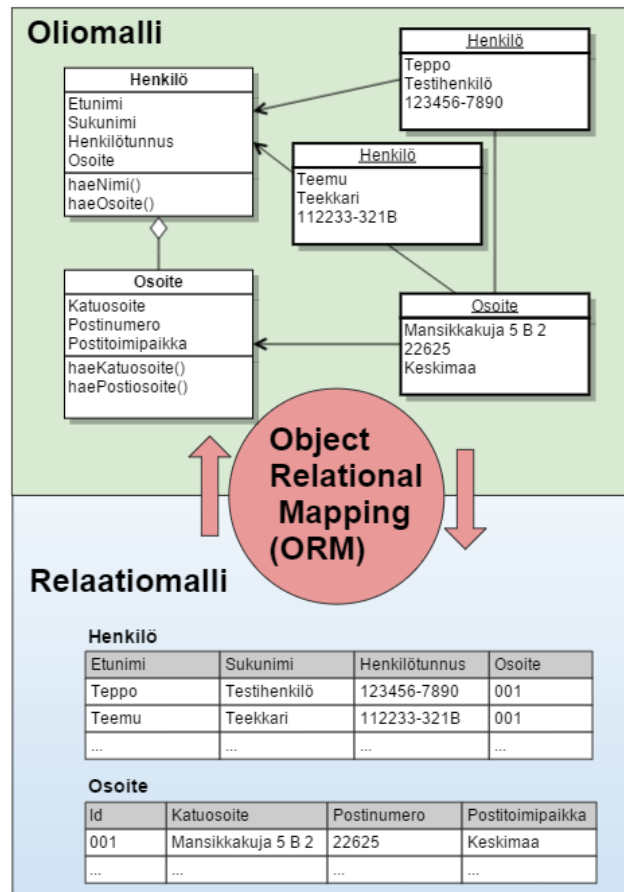 Oliomalli
Henkilö
Etunimi
Sukunimi
Henkilötunnus
Osoite
haeNimi()
haeOsoite()
Henkilö
Teppo
Testihenkilö
123456-7890
Henkilö
Teemu
Teekkari
112233-321B
Osoite
Katuosoite
Postinumero
Postitoimipaikka
haeKatuosoite()
haePostiosoite()
Osoite
Mansikkakuja 5 B 2
22625
Keskimaa
Object
Relational
Mapping
(ORM)
Relaatiomalli
Henkilö
Etunimi Sukunimi Henkilötunnus Osoite
Teppo Testihenkilö 123456-7890 001
Teemu Teekkari 112233-321B 001
... ... ... ...
Osoite
Id Katuosoite Postinumero Postitoimipaikka
001 Mansikkakuja 5 B 2 22625 Keskimaa
... ... ... ...